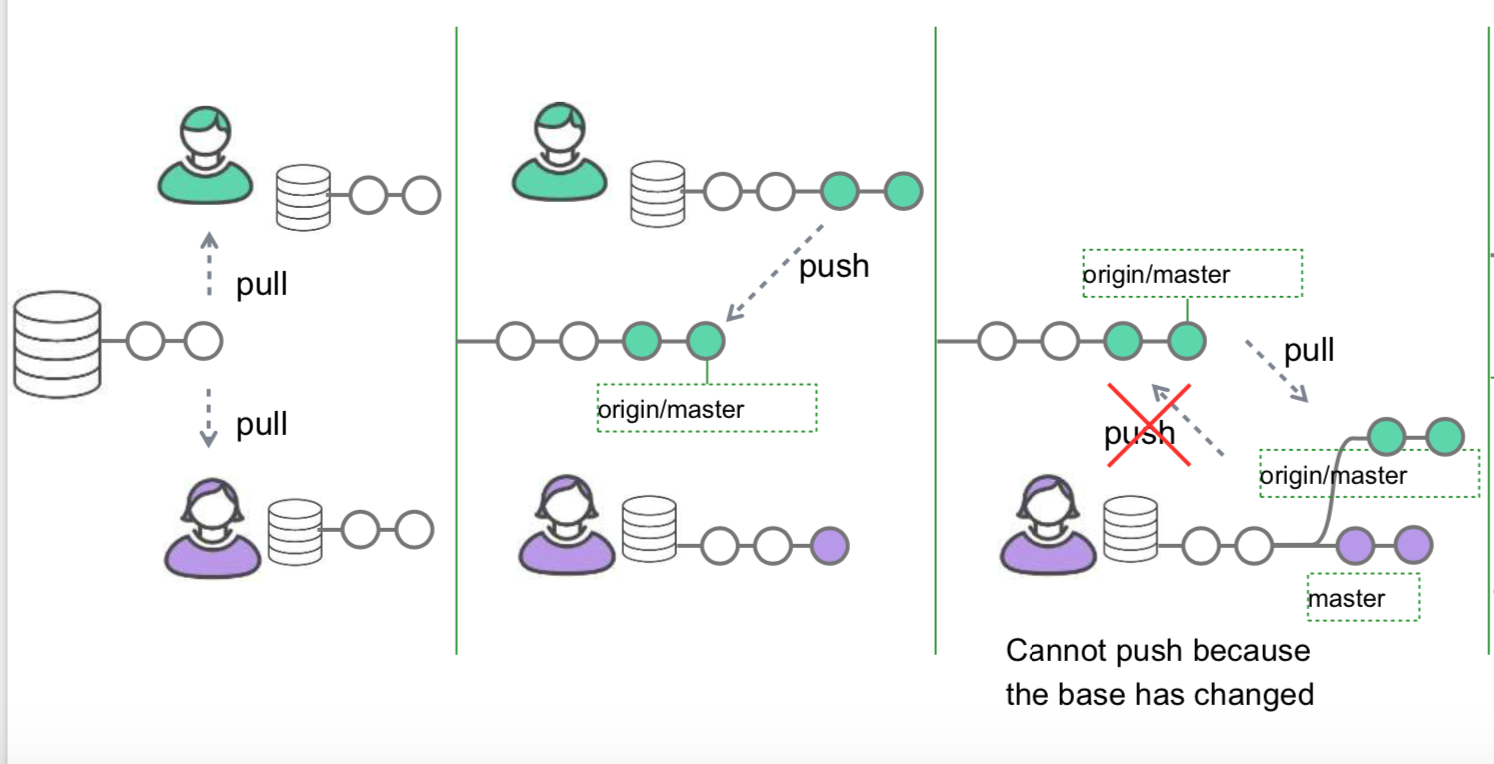 pull
pull
push
origin/master
origin/master
pull
push
origin/master
master
Cannot push because
the base has changed